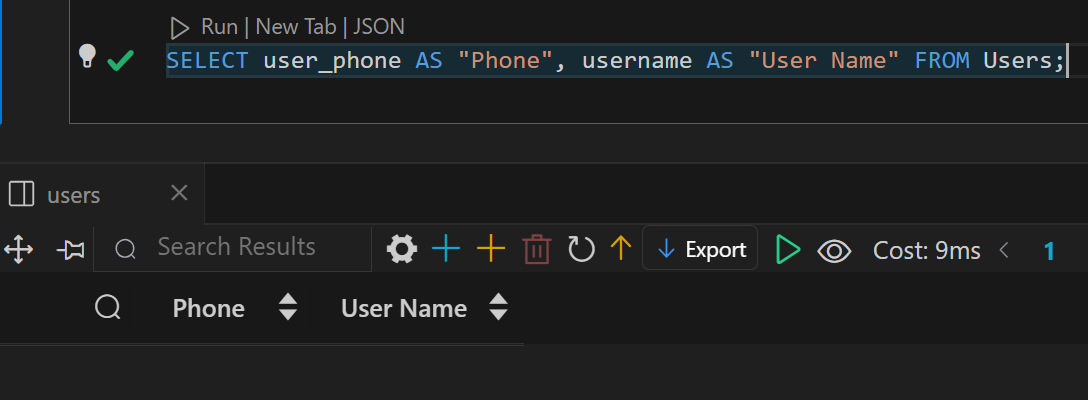 Run | New Tab | JSON
SELECT user_phone AS "Phone", username AS "User Name" FROM Users;
users
Search Results Export Cost: 9ms 1
Phone User Name